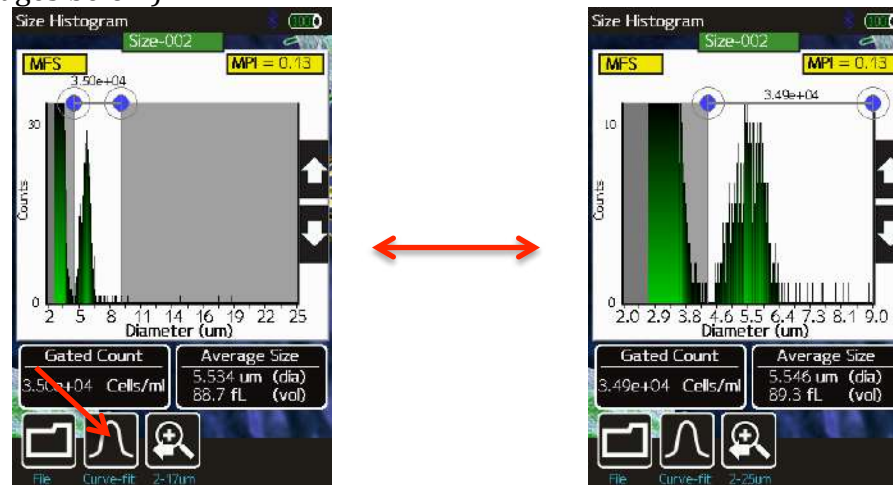 Size Histogram
Size-002
MFS
MPI = 0.13
3.50e+04
30
Counts
0
2 5 8 11 14 16 19 22 25
Diameter (um)
Gated Count
3.50e+04 Cells/ml
Average Size
5.534 um (dia)
88.7 fL (vol)
File
Curve-fit
2-17um
Size Histogram
Size-002
MFS
MPI = 0.13
3.49e+04
10
Counts
0
2.0 2.9 3.8 4.6 5.5 6.4 7.3 8.1 9.0
Diameter (um)
Gated Count
3.49e+04 Cells/ml
Average Size
5.546 um (dia)
89.3 fL (vol)
File
Curve-fit
2-25um